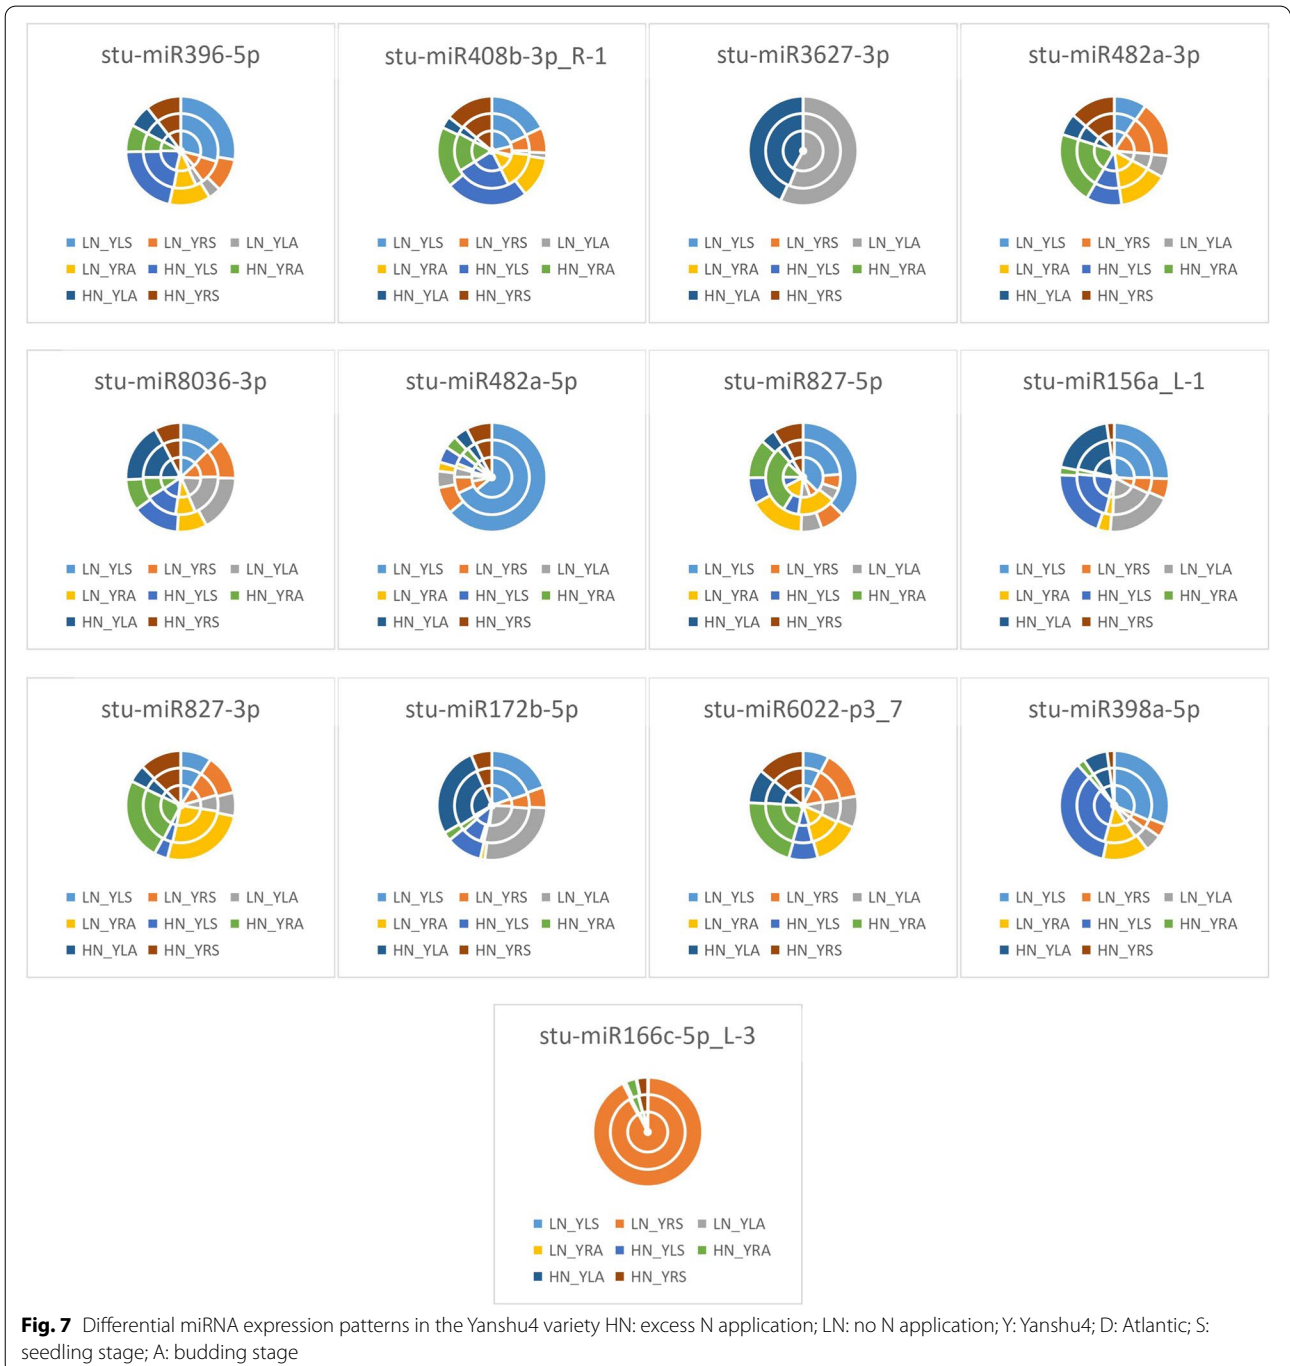 stu-miR396-5p
LN_YLS LN_YRS LN_YLA
LN_YRA HN_YLS HN_YRA
HN_YLA HN_YRS
stu-miR408b-3p_R-1
LN_YLS LN_YRS LN_YLA
LN_YRA HN_YLS HN_YRA
HN_YLA HN_YRS
stu-miR3627-3p
LN_YLS LN_YRS LN_YLA
LN_YRA HN_YLS HN_YRA
HN_YLA HN_YRS
stu-miR482a-3p
LN_YLS LN_YRS LN_YLA
LN_YRA HN_YLS HN_YRA
HN_YLA HN_YRS
stu-miR8036-3p
LN_YLS LN_YRS LN_YLA
LN_YRA HN_YLS HN_YRA
HN_YLA HN_YRS
stu-miR482a-5p
LN_YLS LN_YRS LN_YLA
LN_YRA HN_YLS HN_YRA
HN_YLA HN_YRS
stu-miR827-5p
LN_YLS LN_YRS LN_YLA
LN_YRA HN_YLS HN_YRA
HN_YLA HN_YRS
stu-miR156a_L-1
LN_YLS LN_YRS LN_YLA
LN_YRA HN_YLS HN_YRA
HN_YLA HN_YRS
stu-miR827-3p
LN_YLS LN_YRS LN_YLA
LN_YRA HN_YLS HN_YRA
HN_YLA HN_YRS
stu-miR172b-5p
LN_YLS LN_YRS LN_YLA
LN_YRA HN_YLS HN_YRA
HN_YLA HN_YRS
stu-miR6022-p3_7
LN_YLS LN_YRS LN_YLA
LN_YRA HN_YLS HN_YRA
HN_YLA HN_YRS
stu-miR398a-5p
LN_YLS LN_YRS LN_YLA
LN_YRA HN_YLS HN_YRA
HN_YLA HN_YRS
stu-miR166c-5p_L-3
LN_YLS LN_YRS LN_YLA
LN_YRA HN_YLS HN_YRA
HN_YLA HN_YRS
Fig. 7 Differential miRNA expression patterns in the Yanshu4 variety HN: excess N application; LN: no N application; Y: Yanshu4; D: Atlantic; S:
seedling stage; A: budding stage